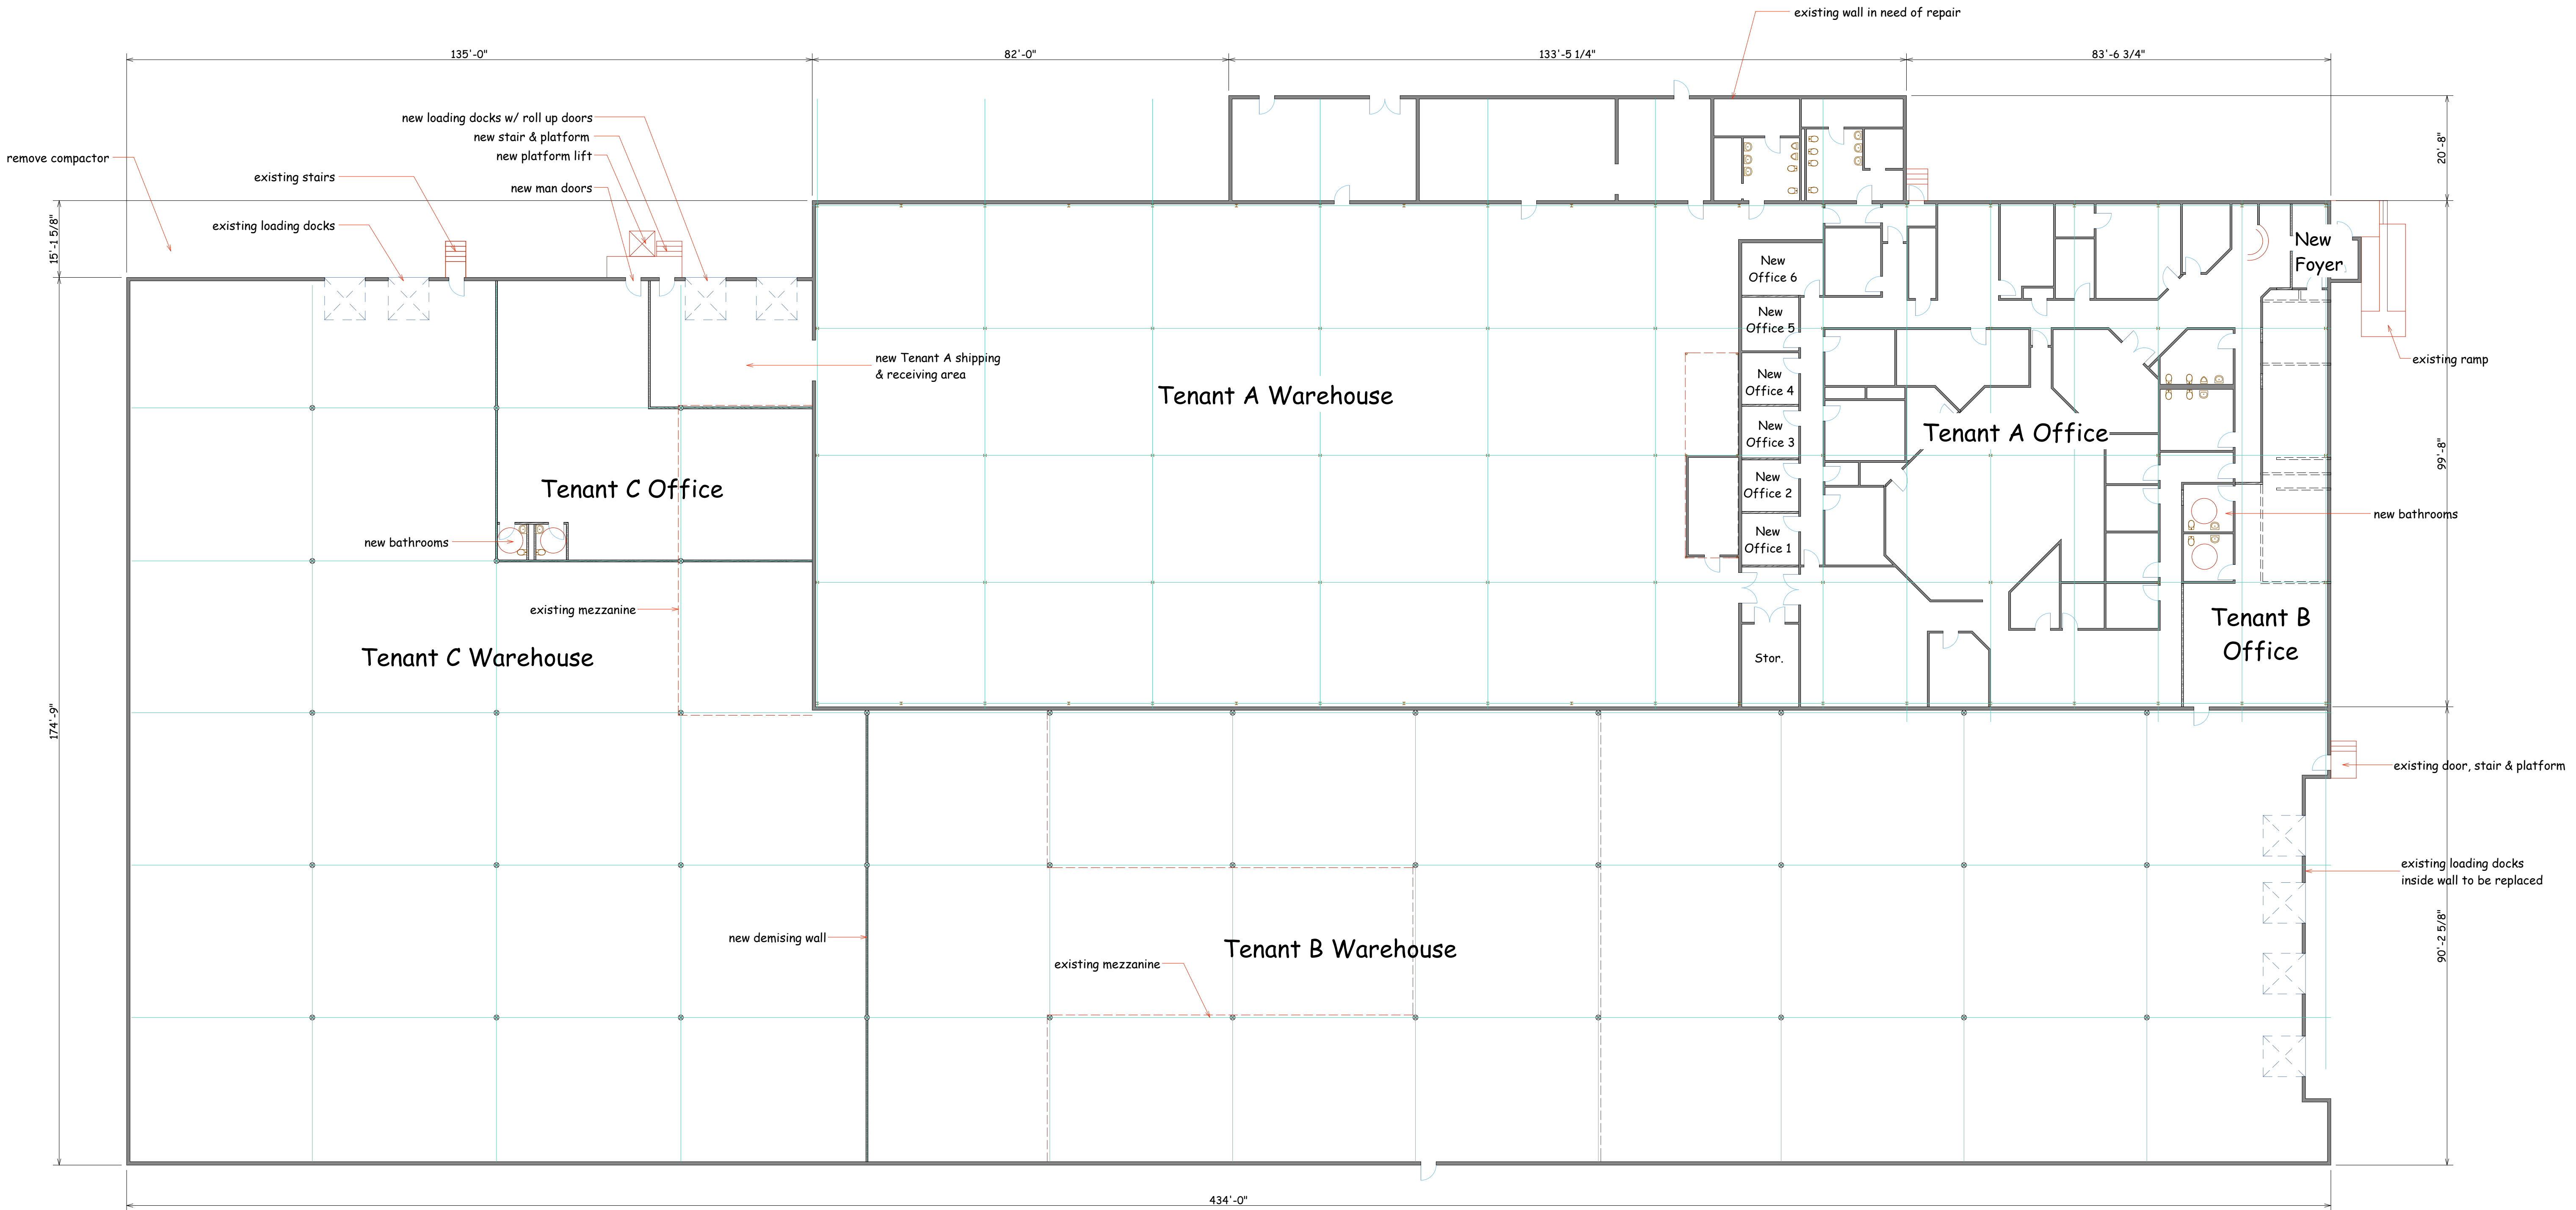 existing wall in need of repair
135'-0"
82'-0"
133'-5 1/4"
83'-6 3/4"
new loading docks w/ roll up doors
new stair & platform
new platform lift
new man doors
remove compactor
existing stairs
existing loading docks
15'-1 5/8"
20'-8"
New
Foyer
New
Office 6
New
Office 5
New
Office 4
New
Office 3
New
Office 2
New
Office 1
new Tenant A shipping
& receiving area
existing ramp
Tenant A Warehouse
Tenant A Office
99'-8"
Tenant C Office
new bathrooms
new bathrooms
existing mezzanine
Tenant C Warehouse
Tenant B
Office
Stor.
174'-9"
existing door, stair & platform
existing loading docks
inside wall to be replaced
new demising wall
Tenant B Warehouse
existing mezzanine
90'-2 5/8"
434'-0"